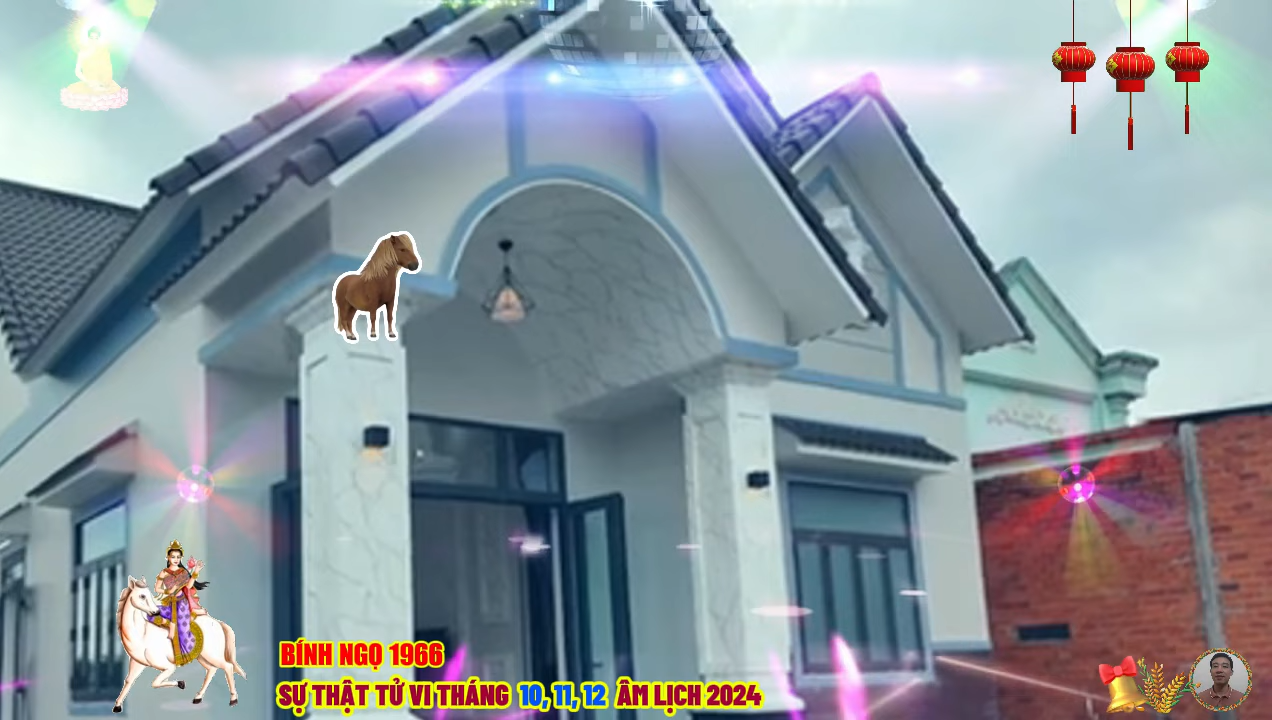 BÍNH NGỌ 1966
SỰ THẬT TỬ VI THÁNG 10, 11, 12 ÂM LỊCH 2024